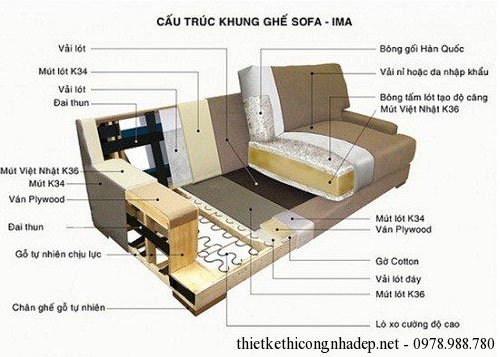 CẤU TRÚC KHUNG GHẾ SOFA - IMA
Vải lót
Mút lót K34
Vải lót
Đai thun
Bông gối Hàn Quốc
Vải nỉ hoặc da nhập khẩu
Bông tấm lót tạo độ căng
Mút Việt Nhật K36
Mút Việt Nhật K36
Mút K34
Ván Plywood
Đai thun
Gỗ tự nhiên chịu lực
Chân ghế gỗ tự nhiên
Mút lót K34
Ván Plywood
Gờ Cotton
Vải lót đáy
Mút lót K36
Lò xo cường độ cao
thietkethicongnhadep.net - 0978.988.780